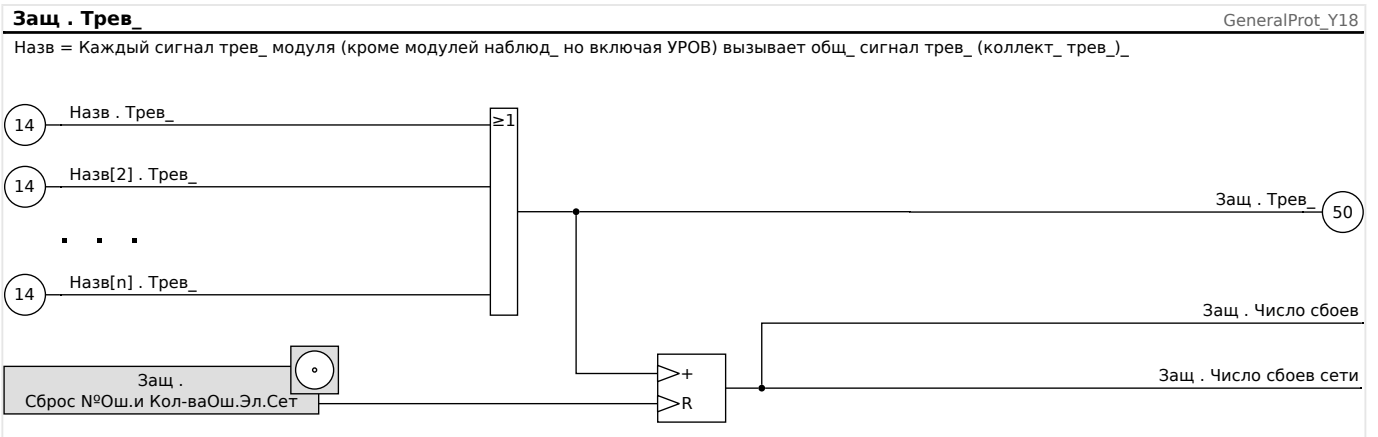 Защ . Трев_
GeneralProt_Y18
Назв = Каждый сигнал трев_ модуля (кроме модулей наблюд_ но включая УРОВ) вызывает общ_ сигнал трев_ (коллект_ трев_)_
14
Назв . Трев_
≥1
14
Назв[2] . Трев_
Защ . Трев_
50
. . .
14
Назв[n] . Трев_
Защ . Число сбоев
Защ .
Сброс №Ош.и Кол-ваОш.Эл.Сет
+
R
Защ . Число сбоев сети